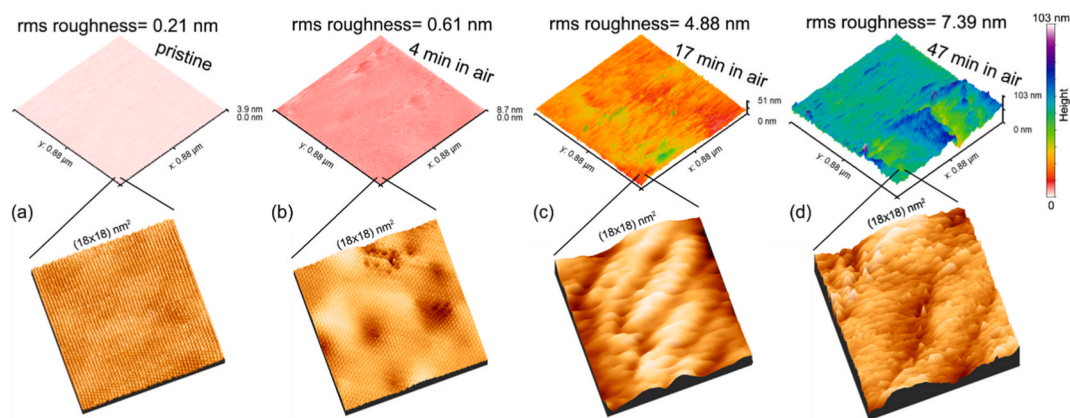 rms roughness= 0.21 nm
pristine
3.9 nm
0.0 nm
y: 0.88 µm
x: 0.88 µm
(a)
(18x18) nm²
rms roughness= 0.61 nm
4 min in air
8.7 nm
0.0 nm
y: 0.88 µm
x: 0.88 µm
(b)
(18x18) nm²
rms roughness= 4.88 nm
17 min in air
51 nm
0 nm
y: 0.88 µm
x: 0.88 µm
(c)
(18x18) nm²
rms roughness= 7.39 nm
47 min in air
103 nm
0 nm
y: 0.88 µm
x: 0.88 µm
(d)
(18x18) nm²
103 nm
Height
0